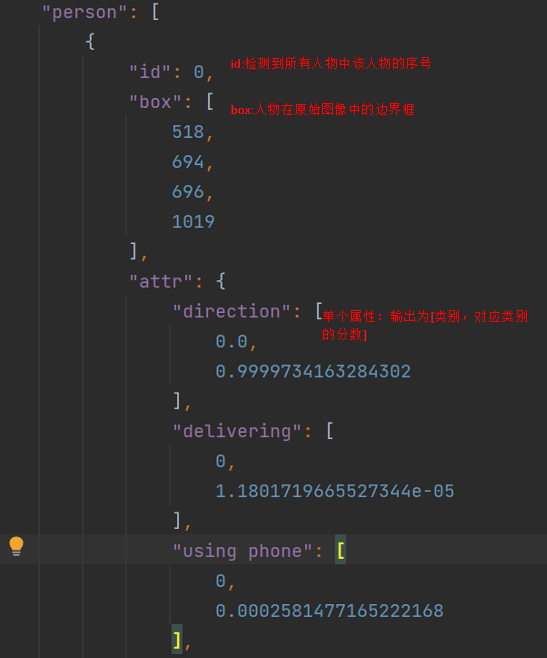 "person": [
{
"id": 0,
id:检测到所有人物中该人物的序号
"box": [
box:人物在原始图像中的边界框
518,
694,
696,
1019
],
"attr": {
"direction": [
单个属性：输出为[类别，对应类别
的分数]
0.0,
0.9999734163284302
],
"delivering": [
0,
1.1801719665527344e-05
],
"using phone": [
0,
0.0002581477165222168
],